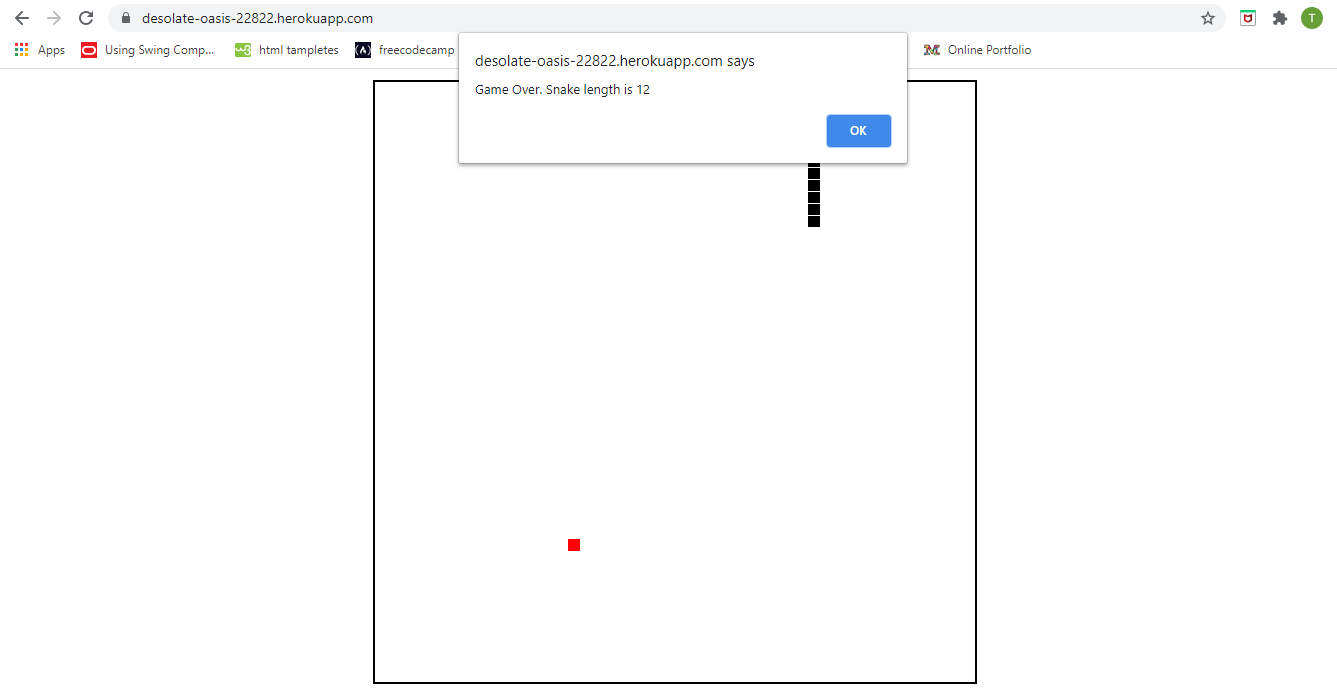 desolate-oasis-22822.herokuapp.com
T
Apps
Using Swing Comp...
w3
html tampletes
(A)
freecodecamp
M
Online Portfolio
desolate-oasis-22822.herokuapp.com says
Game Over. Snake length is 12
OK